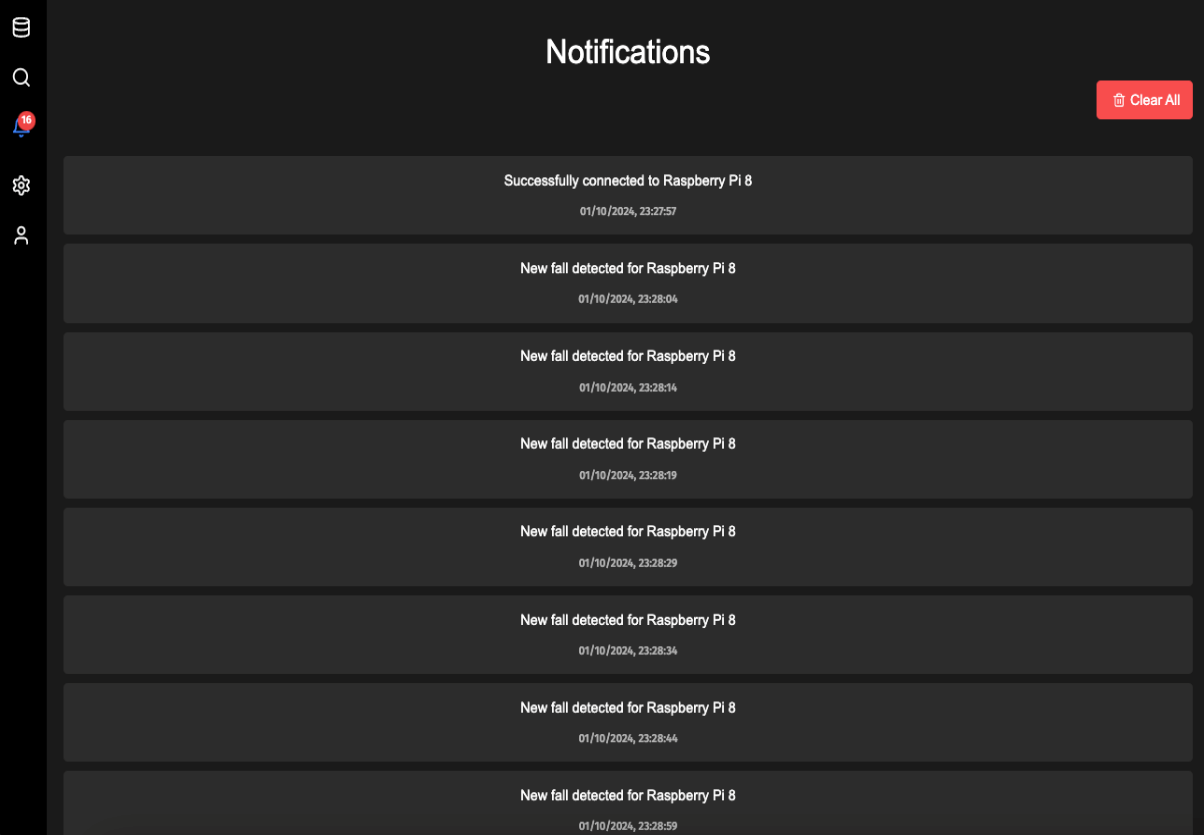 Notifications
Clear All
16
Successfully connected to Raspberry Pi 8
01/10/2024, 23:27:57
New fall detected for Raspberry Pi 8
01/10/2024, 23:28:04
New fall detected for Raspberry Pi 8
01/10/2024, 23:28:14
New fall detected for Raspberry Pi 8
01/10/2024, 23:28:19
New fall detected for Raspberry Pi 8
01/10/2024, 23:28:29
New fall detected for Raspberry Pi 8
01/10/2024, 23:28:34
New fall detected for Raspberry Pi 8
01/10/2024, 23:28:44
New fall detected for Raspberry Pi 8
01/10/2024, 23:28:59